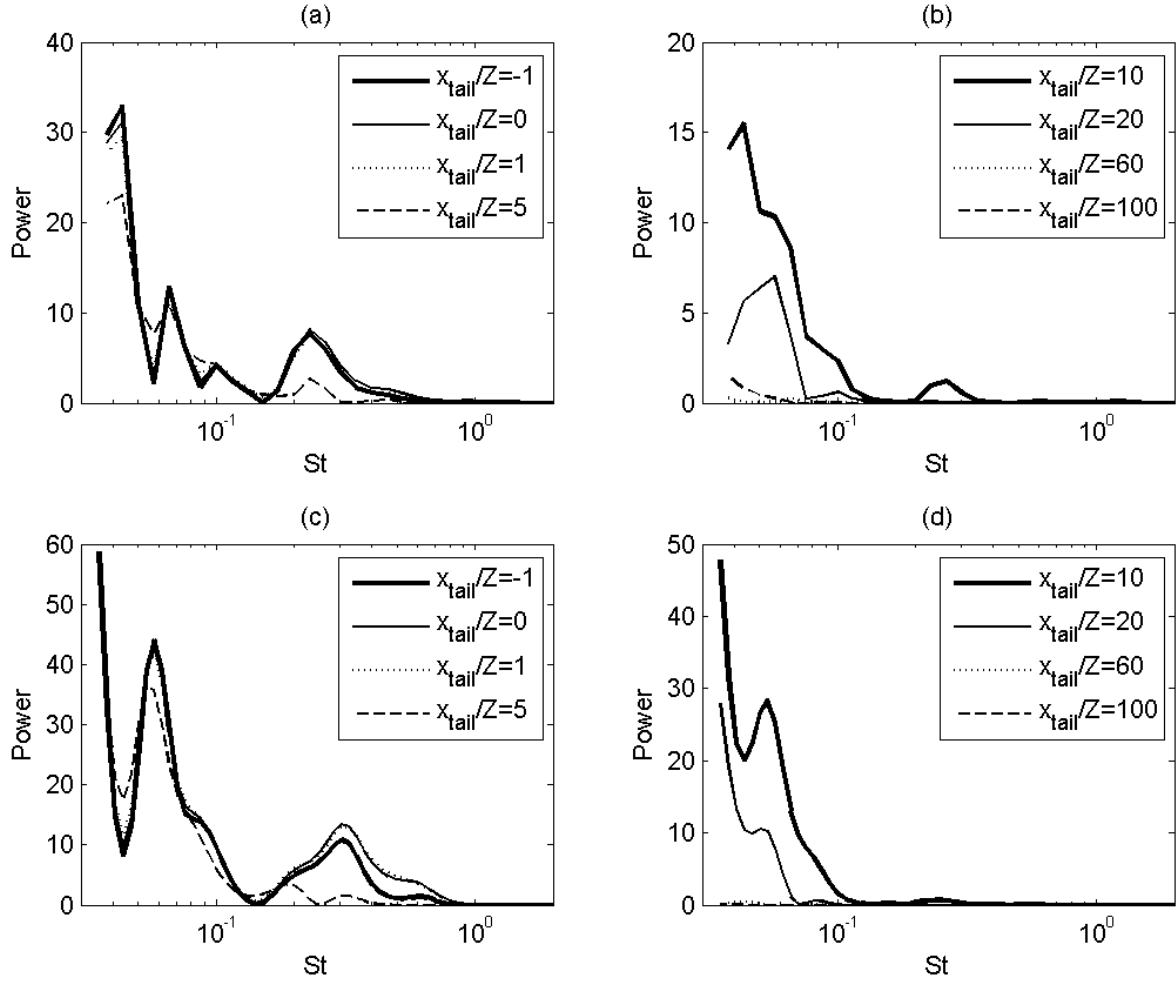 (a)
Power
40
30
20
10
0
x_tail/Z=-1
x_tail/Z=0
x_tail/Z=1
x_tail/Z=5
10^-1
10^0
St
(b)
Power
20
15
10
5
0
x_tail/Z=10
x_tail/Z=20
x_tail/Z=60
x_tail/Z=100
10^-1
10^0
St
(c)
Power
60
50
40
30
20
10
0
x_tail/Z=-1
x_tail/Z=0
x_tail/Z=1
x_tail/Z=5
10^-1
10^0
St
(d)
Power
50
40
30
20
10
0
x_tail/Z=10
x_tail/Z=20
x_tail/Z=60
x_tail/Z=100
10^-1
10^0
St